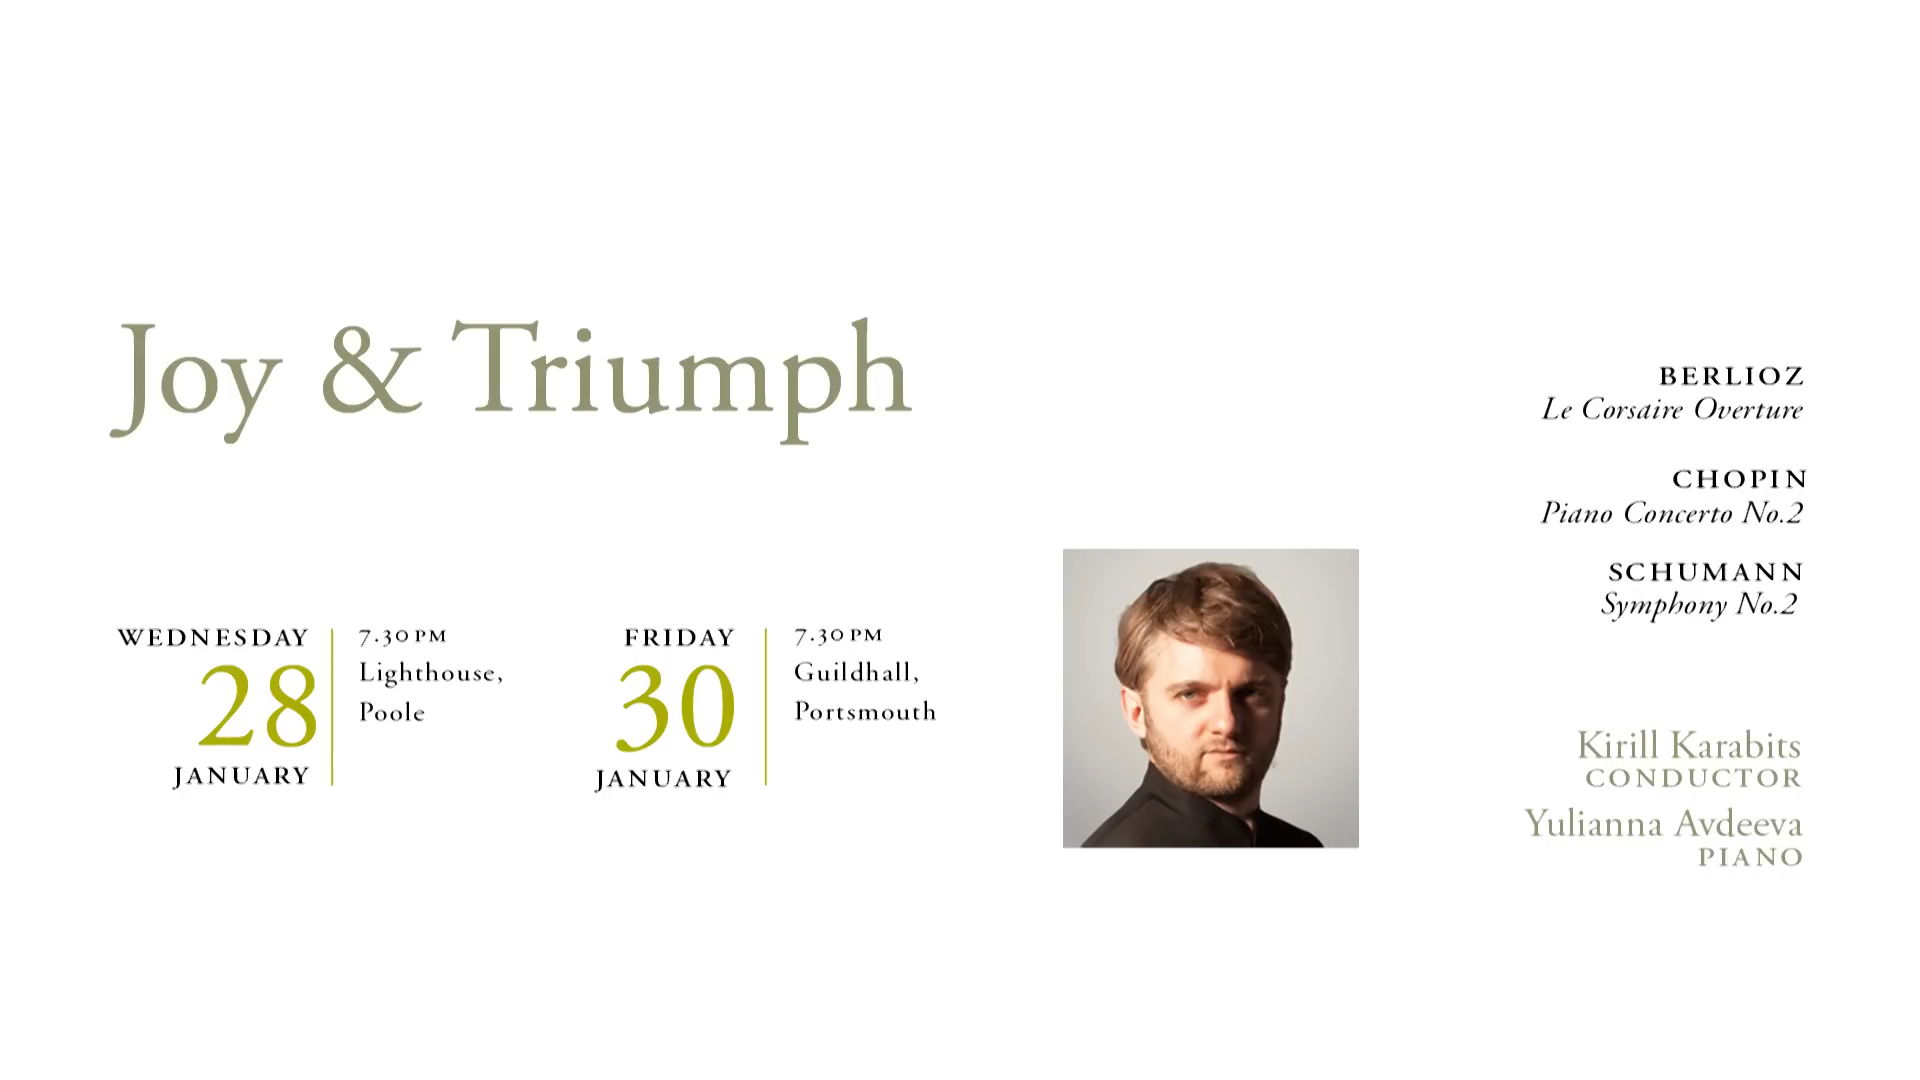 Joy & Triumph
WEDNESDAY
28
JANUARY
7.30 PM
Lighthouse,
Poole
FRIDAY
30
JANUARY
7.30 PM
Guildhall,
Portsmouth
BERLIOZ
Le Corsaire Overture
CHOPIN
Piano Concerto No.2
SCHUMANN
Symphony No.2
Kirill Karabits
CONDUCTOR
Yulianna Avdeeva
PIANO